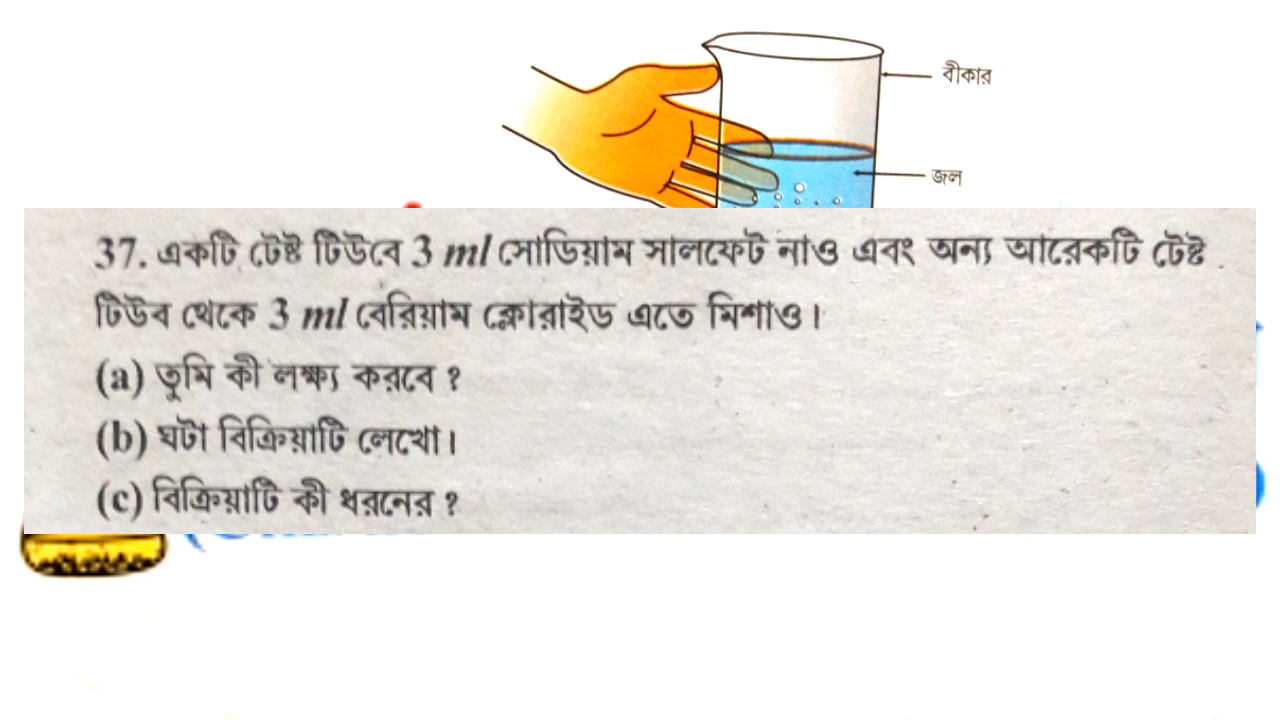 বীকার
জল
37. একটি টেষ্ট টিউবে 3 ml সোডিয়াম সালফেট নাও এবং অন্য আরেকটি টেষ্ট
টিউব থেকে 3 ml বেরিয়াম ক্লোরাইড এতে মিশাও।
(a) তুমি কী লক্ষ্য করবে ?
(b) ঘটা বিক্রিয়াটি লেখো।
(c) বিক্রিয়াটি কী ধরনের ?